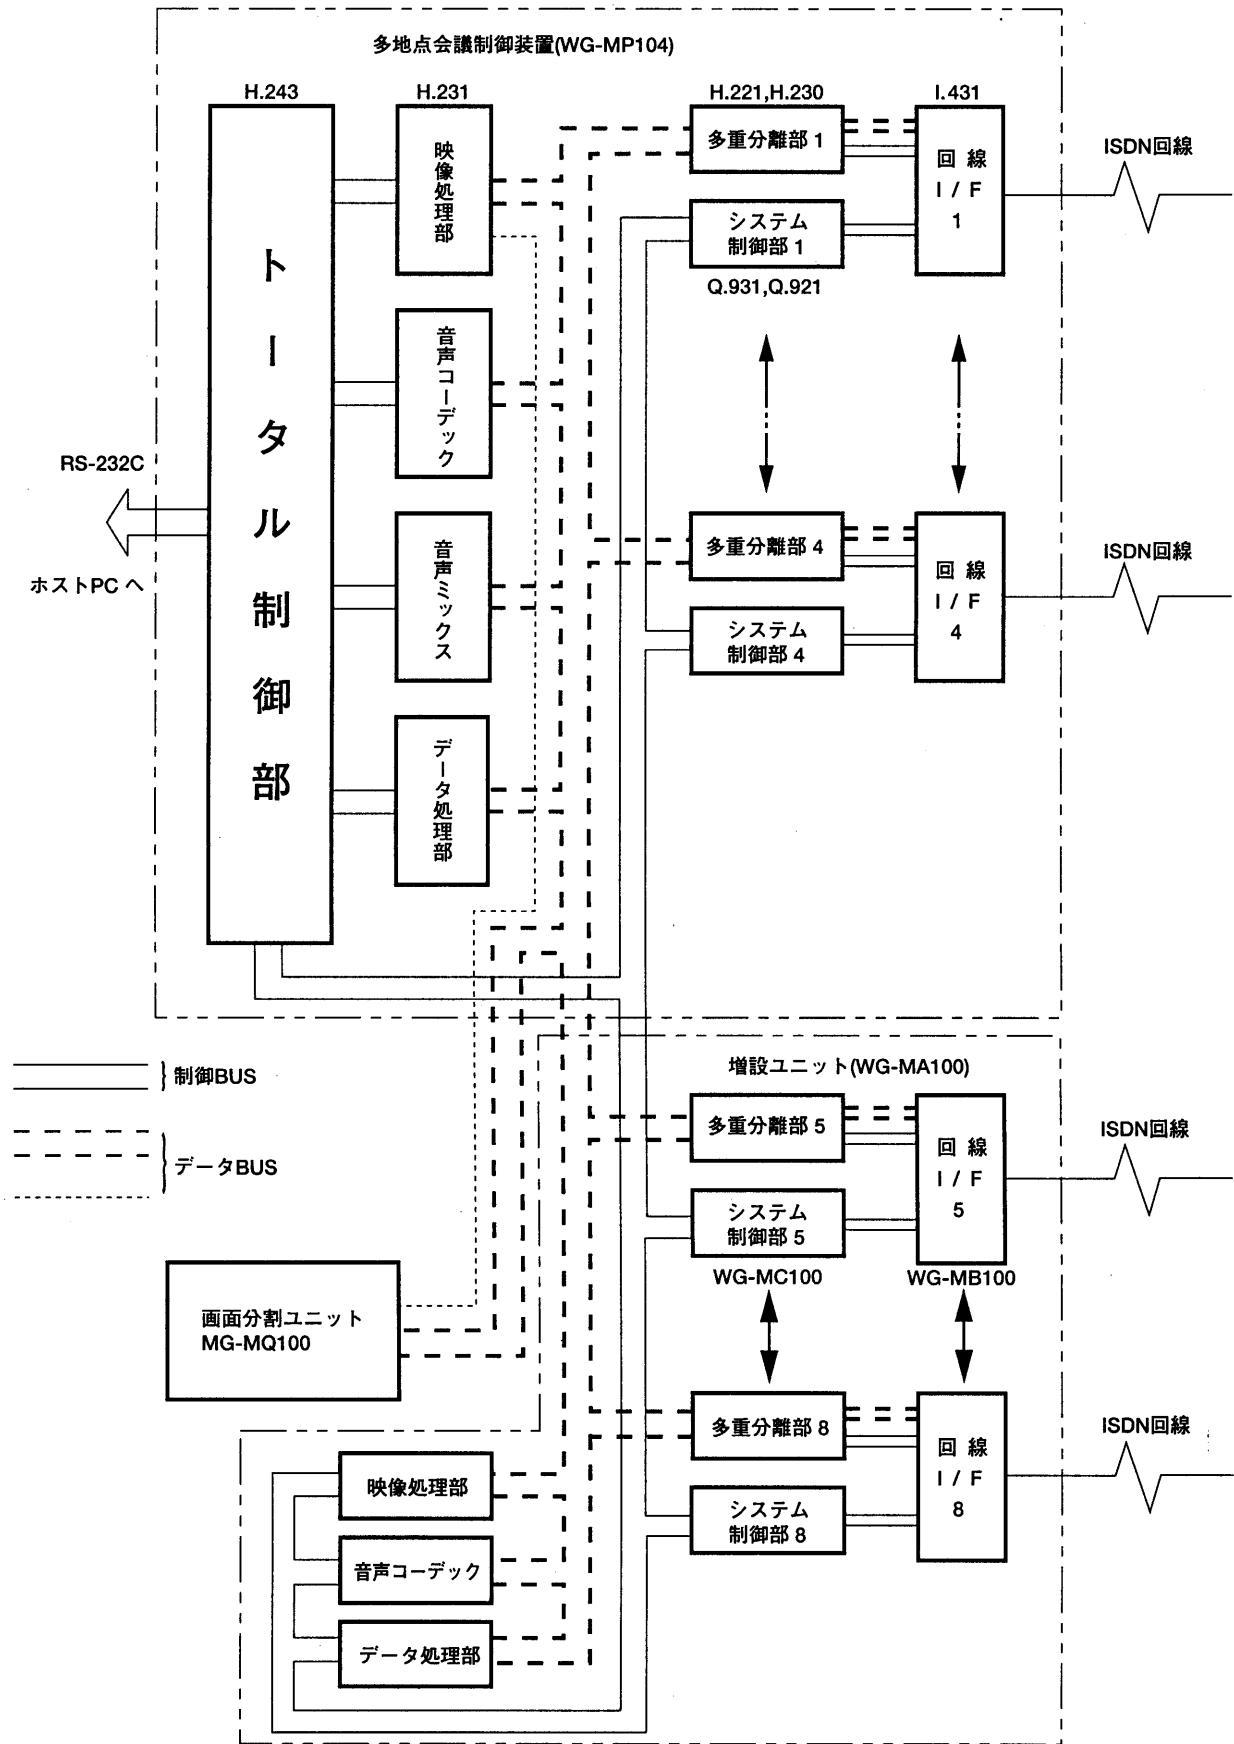 多地点会議制御装置(WG-MP104)
H.243
H.231
H.221,H.230
I.431
トータル制御部
映像処理部
多重分離部 1
回線
I / F
1
ISDN回線
システム
制御部 1
Q.931,Q.921
音声コーデック
RS-232C
ホストPC へ
音声ミックス
多重分離部 4
回線
I / F
4
ISDN回線
システム
制御部 4
データ処理部
制御BUS
データBUS
増設ユニット(WG-MA100)
多重分離部 5
回線
I / F
5
ISDN回線
システム
制御部 5
WG-MC100
WG-MB100
画面分割ユニット
MG-MQ100
多重分離部 8
回線
I / F
8
ISDN回線
システム
制御部 8
映像処理部
音声コーデック
データ処理部